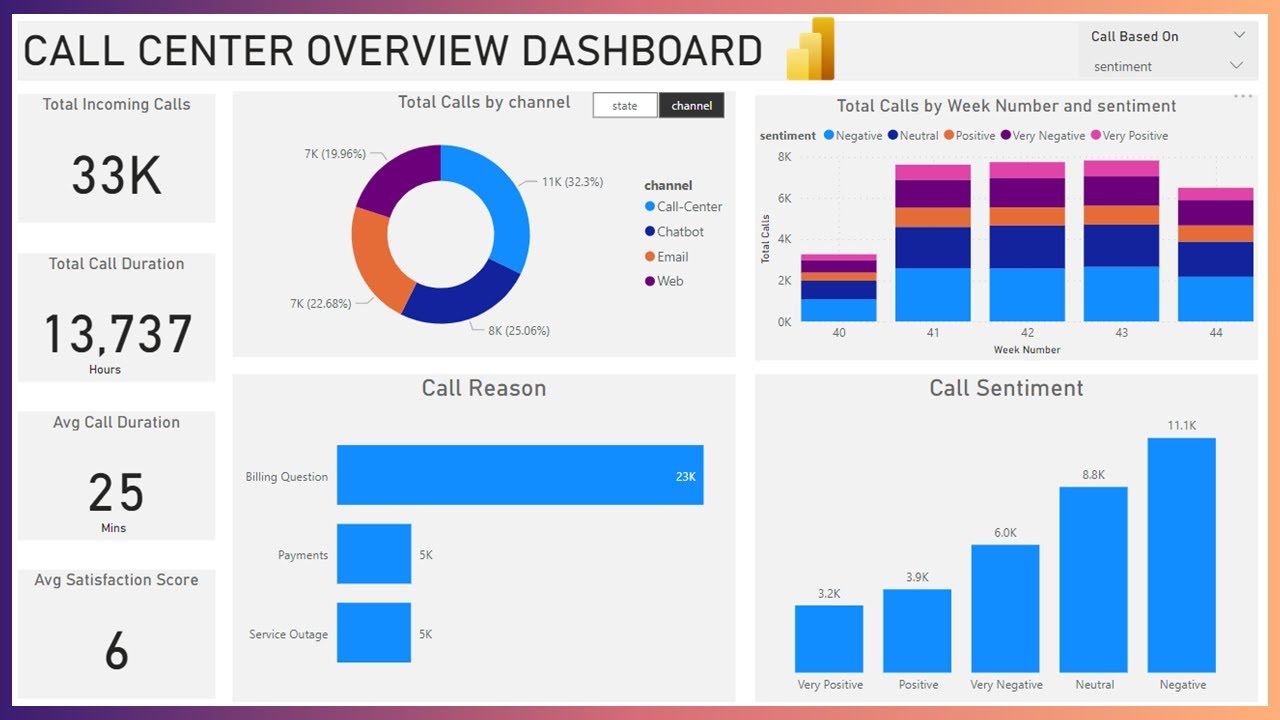 CALL CENTER OVERVIEW DASHBOARD
Call Based On
sentiment
Total Incoming Calls
33K
Total Call Duration
13,737
Hours
Avg Call Duration
25
Mins
Avg Satisfaction Score
6
Total Calls by channel
state
channel
7K (19.96%)
11K (32.3%)
7K (22.68%)
8K (25.06%)
channel
Call-Center
Chatbot
Email
Web
Total Calls by Week Number and sentiment
sentiment Negative Neutral Positive Very Negative Very Positive
Total Calls
8K
6K
4K
2K
0K
40 41 42 43 44
Week Number
Call Reason
Billing Question 23K
Payments 5K
Service Outage 5K
Call Sentiment
3.2K 3.9K 6.0K 8.8K 11.1K
Very Positive Positive Very Negative Neutral Negative